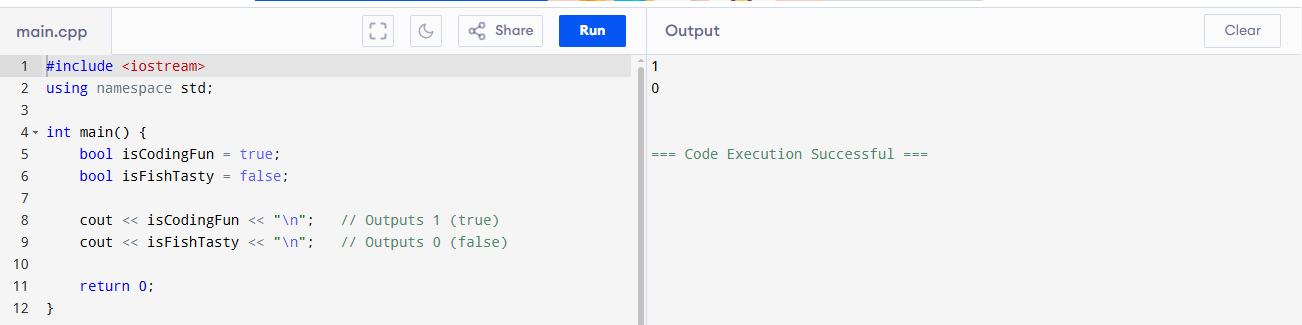 main.cpp
Share
Run
Output
Clear
1 #include <iostream>
2 using namespace std;
3
4 int main() {
5     bool isCodingFun = true;
6     bool isFishTasty = false;
7
8     cout << isCodingFun << "\n";   // Outputs 1 (true)
9     cout << isFishTasty << "\n";   // Outputs 0 (false)
10
11     return 0;
12 }
1
0
=== Code Execution Successful ===